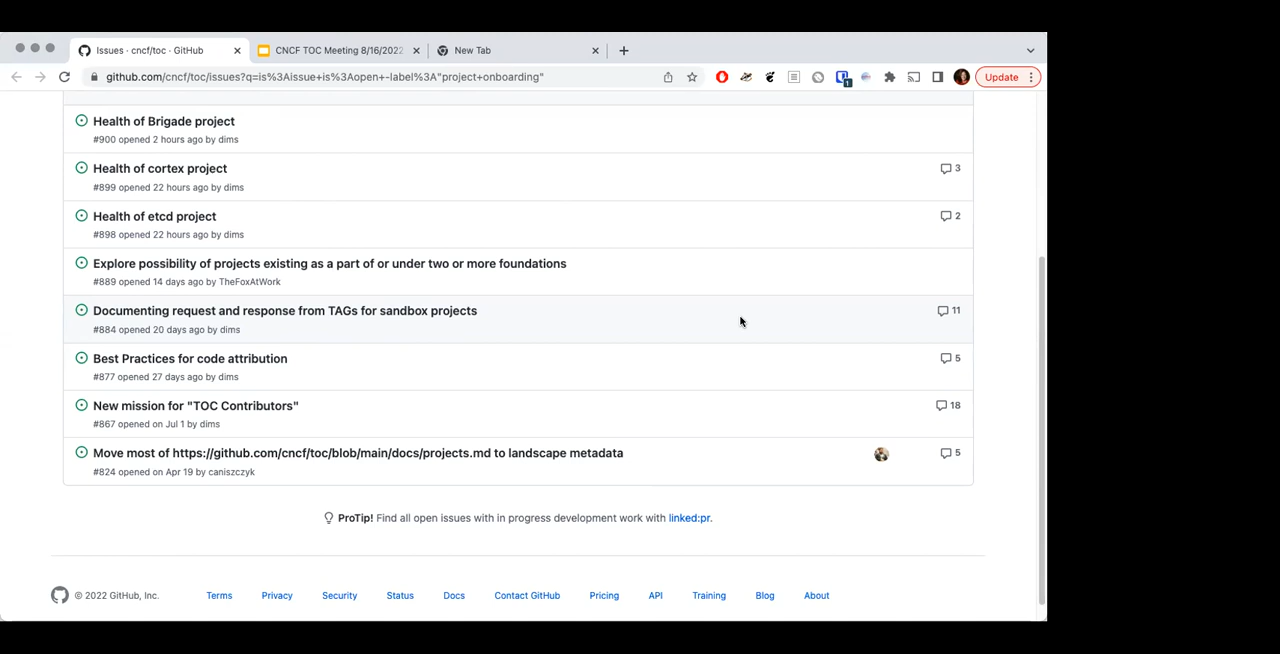 Issues · cncf/toc · GitHub
CNCF TOC Meeting 8/16/2022
New Tab
github.com/cncf/toc/issues?q=is%3Aissue+is%3Aopen+-label%3A"project+onboarding"
1
Update
Health of Brigade project
#900 opened 2 hours ago by dims
Health of cortex project
3
#899 opened 22 hours ago by dims
Health of etcd project
2
#898 opened 22 hours ago by dims
Explore possibility of projects existing as a part of or under two or more foundations
#889 opened 14 days ago by TheFoxAtWork
Documenting request and response from TAGs for sandbox projects
11
#884 opened 20 days ago by dims
Best Practices for code attribution
5
#877 opened 27 days ago by dims
New mission for "TOC Contributors"
18
#867 opened on Jul 1 by dims
Move most of https://github.com/cncf/toc/blob/main/docs/projects.md to landscape metadata
5
#824 opened on Apr 19 by caniszczyk
ProTip! Find all open issues with in progress development work with linked:pr.
© 2022 GitHub, Inc. Terms Privacy Security Status Docs Contact GitHub Pricing API Training Blog About